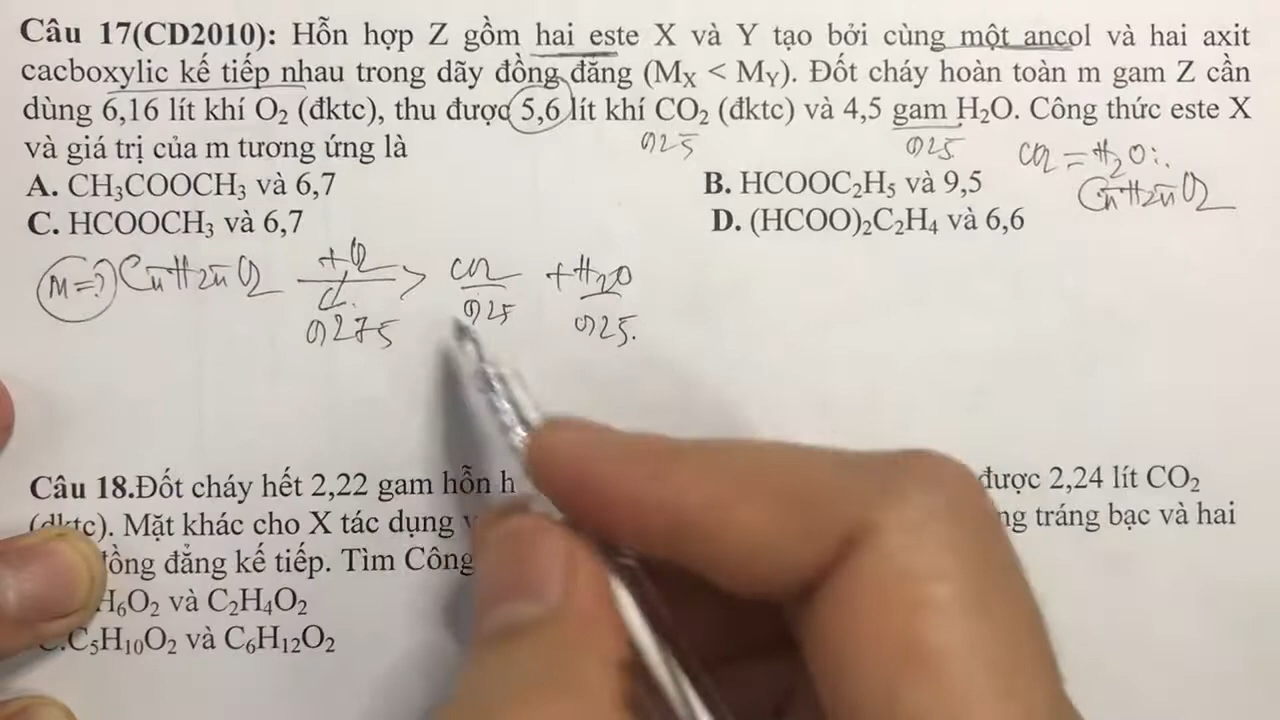 Câu 17(CD2010): Hỗn hợp Z gồm hai este X và Y tạo bởi cùng một ancol và hai axit
cacboxylic kế tiếp nhau trong dãy đồng đẳng (MX < MY). Đốt cháy hoàn toàn m gam Z cần
dùng 6,16 lít khí O2 (đktc), thu được 5,6 lít khí CO2 (đktc) và 4,5 gam H2O. Công thức este X
và giá trị của m tương ứng là
0,25 0,25 CO2 = H2O :.
A. CH3COOCH3 và 6,7 B. HCOOC2H5 và 9,5
CnH2nO2
C. HCOOCH3 và 6,7 D. (HCOO)2C2H4 và 6,6
m=? CnH2nO2 +O2 CO2 + H2O
0,275 0,25 0,25.
Câu 18.Đốt cháy hết 2,22 gam hỗn h được 2,24 lít CO2
(đktc). Mặt khác cho X tác dụng ng tráng bạc và hai
đồng đẳng kế tiếp. Tìm Công
H6O2 và C2H4O2
C.C5H10O2 và C6H12O2